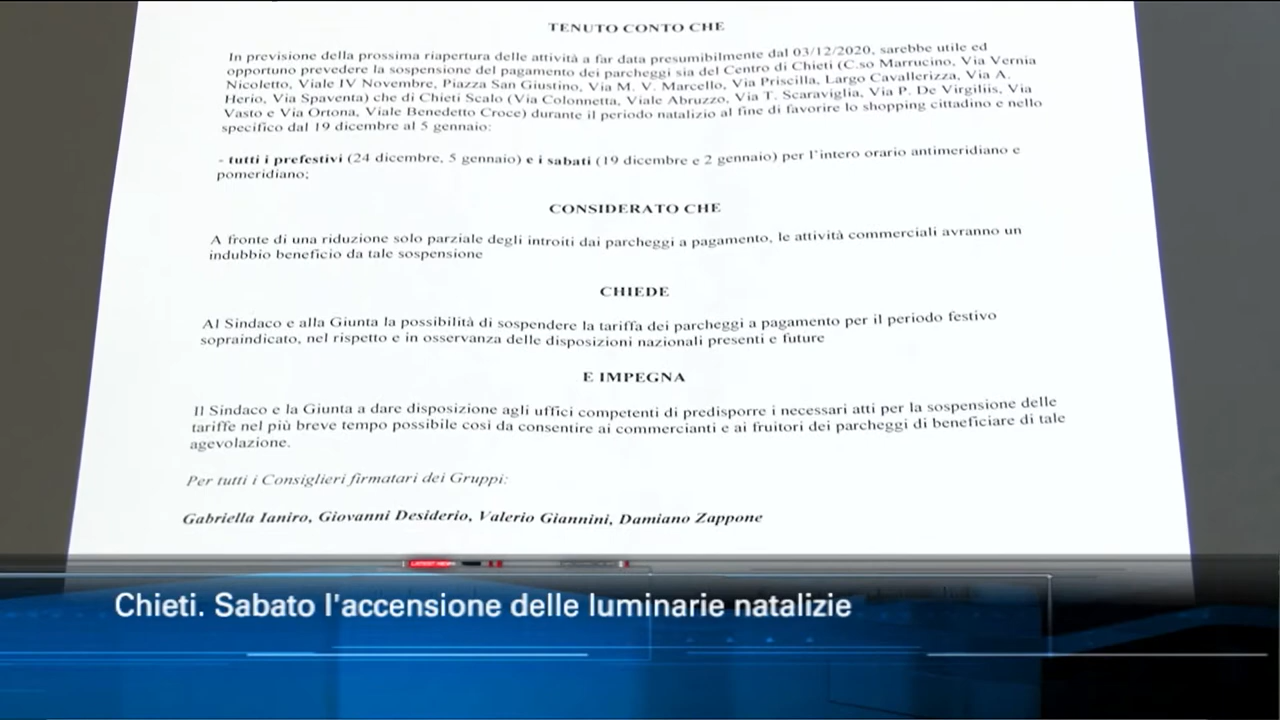 TENUTO CONTO CHE
In previsione della prossima riapertura delle attività a far data presumibilmente dal 03/12/2020, sarebbe utile ed
opportuno prevedere la sospensione del pagamento dei parcheggi sia del Centro di Chieti (C.so Marrucino, Via Vernia
Nicoletto, Viale IV Novembre, Piazza San Giustino, Via M. V. Marcello, Via Priscilla, Largo Cavallerizza, Via A.
Herio, Via Spaventa) che di Chieti Scalo (Via Colonnetta, Viale Abruzzo, Via T. Scaraviglia, Via P. De Virgiliis, Via
Vasto e Via Ortona, Viale Benedetto Croce) durante il periodo natalizio al fine di favorire lo shopping cittadino e nello
specifico dal 19 dicembre al 5 gennaio:
- tutti i prefestivi (24 dicembre, 5 gennaio) e i sabati (19 dicembre e 2 gennaio) per l'intero orario antimeridiano e
pomeridiano;
CONSIDERATO CHE
A fronte di una riduzione solo parziale degli introiti dai parcheggi a pagamento, le attività commerciali avranno un
indubbio beneficio da tale sospensione
CHIEDE
Al Sindaco e alla Giunta la possibilità di sospendere la tariffa dei parcheggi a pagamento per il periodo festivo
sopraindicato, nel rispetto e in osservanza delle disposizioni nazionali presenti e future
E IMPEGNA
Il Sindaco e la Giunta a dare disposizione agli uffici competenti di predisporre i necessari atti per la sospensione delle
tariffe nel più breve tempo possibile così da consentire ai commercianti e ai fruitori dei parcheggi di beneficiare di tale
agevolazione.
Per tutti i Consiglieri firmatari dei Gruppi:
Gabriella Ianiro, Giovanni Desiderio, Valerio Giannini, Damiano Zappone
LATEST NEWS
Chieti. Sabato l'accensione delle luminarie natalizie